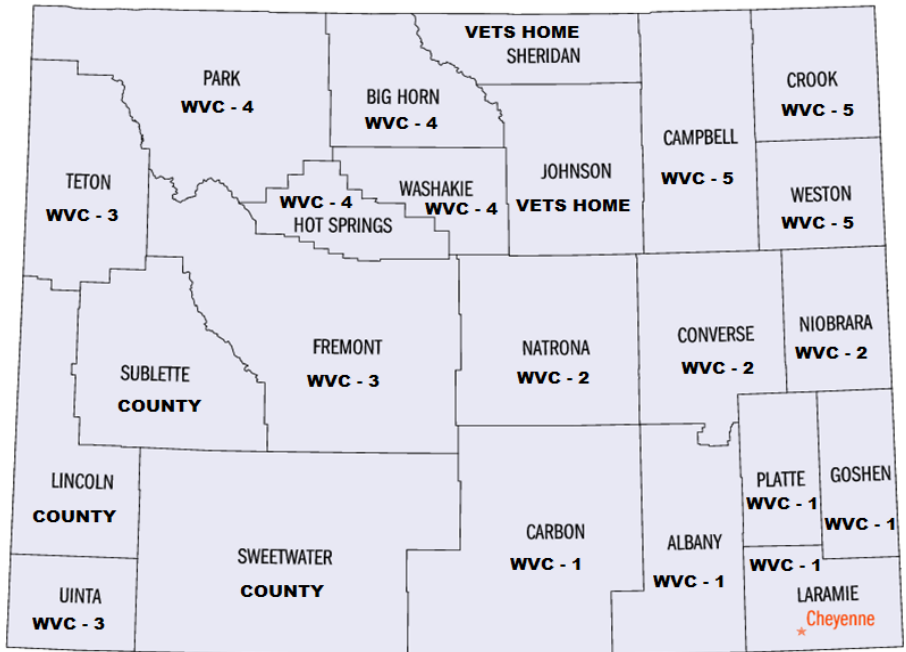 VETS HOME
SHERIDAN
PARK
WVC - 4
BIG HORN
WVC - 4
CROOK
WVC - 5
CAMPBELL
WVC - 5
TETON
WVC - 3
WVC - 4
HOT SPRINGS
WASHAKIE
WVC - 4
JOHNSON
VETS HOME
WESTON
WVC - 5
SUBLETTE
COUNTY
FREMONT
WVC - 3
NATRONA
WVC - 2
CONVERSE
WVC - 2
NIOBRARA
WVC - 2
LINCOLN
COUNTY
SWEETWATER
COUNTY
CARBON
WVC - 1
ALBANY
WVC - 1
PLATTE
WVC - 1
GOSHEN
WVC - 1
UINTA
WVC - 3
WVC - 1
LARAMIE
Cheyenne